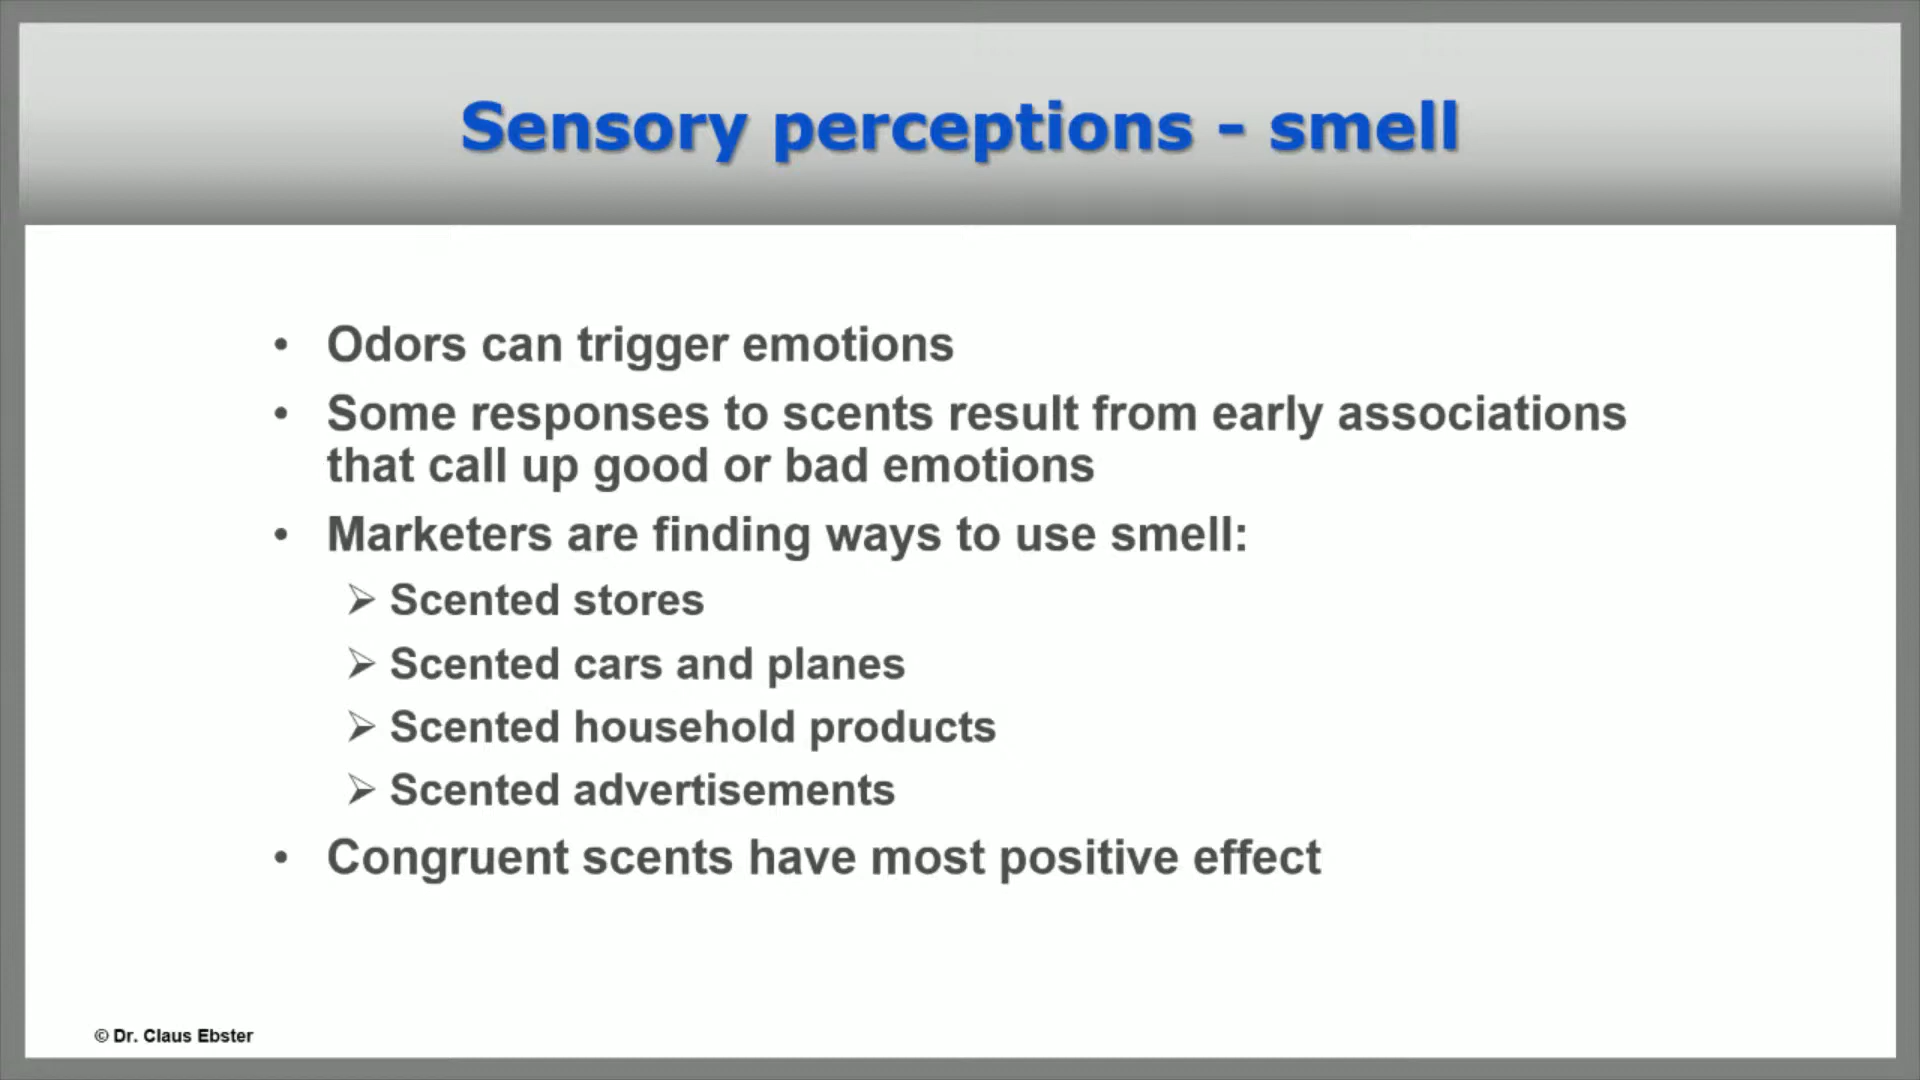 Sensory perceptions - smell
• Odors can trigger emotions
• Some responses to scents result from early associations
that call up good or bad emotions
• Marketers are finding ways to use smell:
➢ Scented stores
➢ Scented cars and planes
➢ Scented household products
➢ Scented advertisements
• Congruent scents have most positive effect
© Dr. Claus Ebster